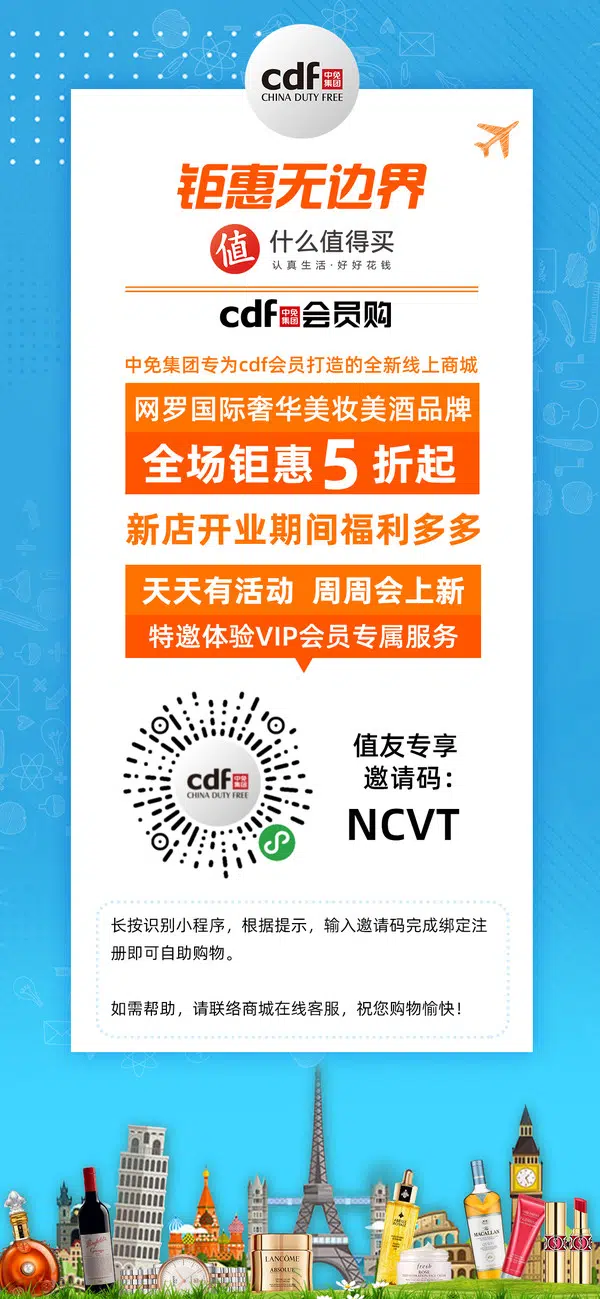 cdf 中免集团
CHINA DUTY FREE
钜惠无边界
值 什么值得买
认真生活·好好花钱
cdf 中免集团 会员购
中免集团专为cdf会员打造的全新线上商城
网罗国际奢华美妆美酒品牌
全场钜惠5折起
新店开业期间福利多多
天天有活动 周周会上新
特邀体验VIP会员专属服务
cdf 中免集团
CHINA DUTY FREE
值友专享
邀请码：
NCVT
长按识别小程序，根据提示，输入邀请码完成绑定注
册即可自助购物。
如需帮助，请联络商城在线客服，祝您购物愉快！
Penfolds
LANCÔME
ABSOLUE
fresh
ROSE
MACALLAN